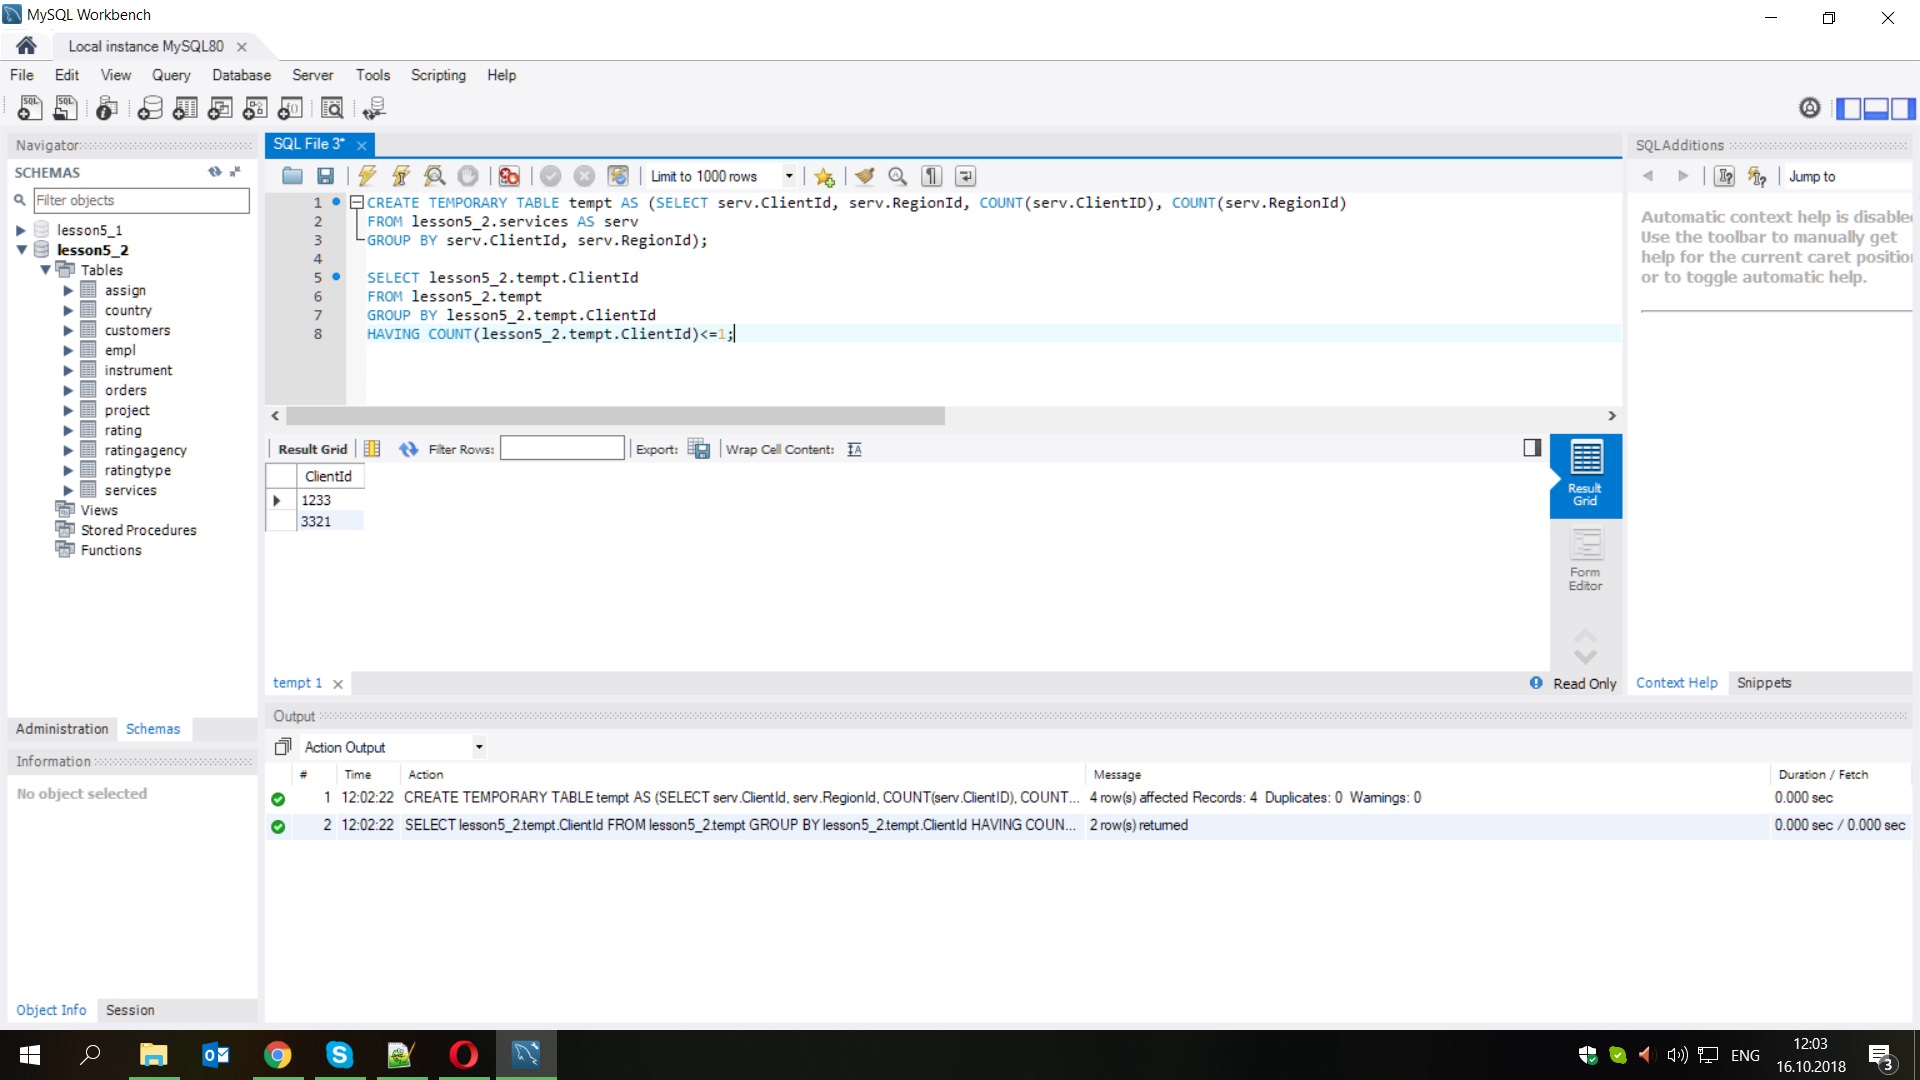 MySQL Workbench
Local instance MySQL80
File Edit View Query Database Server Tools Scripting Help
Navigator
SCHEMAS
Filter objects
lesson5_1
lesson5_2
Tables
assign
country
customers
empl
instrument
orders
project
rating
ratingagency
ratingtype
services
Views
Stored Procedures
Functions
Administration Schemas
Information
No object selected
Object Info Session
SQL File 3*
Limit to 1000 rows
1 CREATE TEMPORARY TABLE tempt AS (SELECT serv.ClientId, serv.RegionId, COUNT(serv.ClientID), COUNT(serv.RegionId)
2 FROM lesson5_2.services AS serv
3 GROUP BY serv.ClientId, serv.RegionId);
4
5 SELECT lesson5_2.tempt.ClientId
6 FROM lesson5_2.tempt
7 GROUP BY lesson5_2.tempt.ClientId
8 HAVING COUNT(lesson5_2.tempt.ClientId)<=1;
Result Grid Filter Rows: Export: Wrap Cell Content:
ClientId
1233
3321
Result
Grid
Form
Editor
tempt 1
Read Only
SQLAdditions
Jump to
Automatic context help is disable
Use the toolbar to manually get
help for the current caret positio
or to toggle automatic help.
Context Help Snippets
Output
Action Output
# Time Action Message Duration / Fetch
1 12:02:22 CREATE TEMPORARY TABLE tempt AS (SELECT serv.ClientId, serv.RegionId, COUNT(serv.ClientID), COUNT... 4 row(s) affected Records: 4 Duplicates: 0 Warnings: 0 0.000 sec
2 12:02:22 SELECT lesson5_2.tempt.ClientId FROM lesson5_2.tempt GROUP BY lesson5_2.tempt.ClientId HAVING COUN... 2 row(s) returned 0.000 sec / 0.000 sec
ENG
12:03
16.10.2018
3